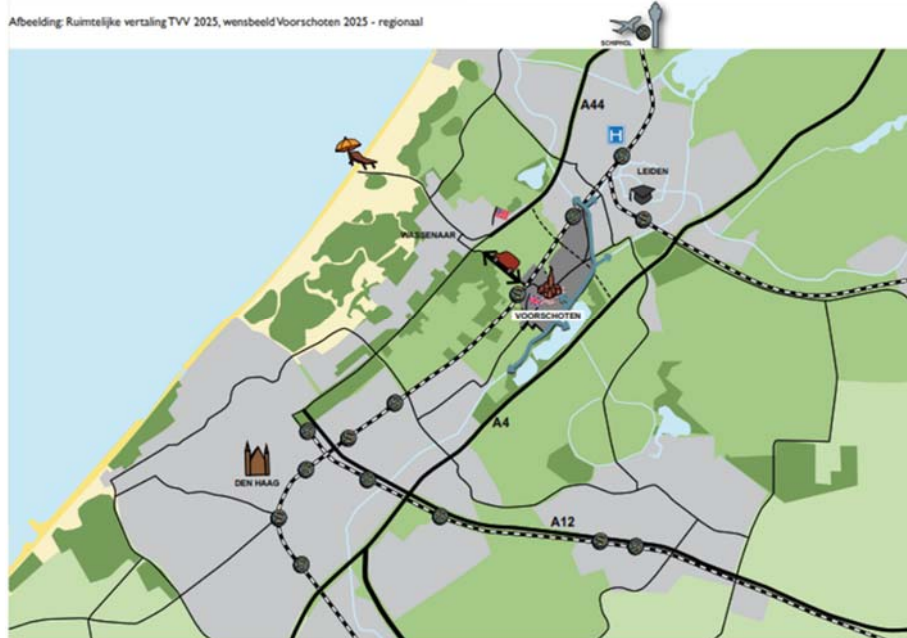 Afbeelding: Ruimtelijke vertaling TVV 2025, wensbeeld Voorschoten 2025 - regionaal
SCHIPHOL
A44
H
LEIDEN
WASSENAAR
VOORSCHOTEN
A4
DEN HAAG
A12